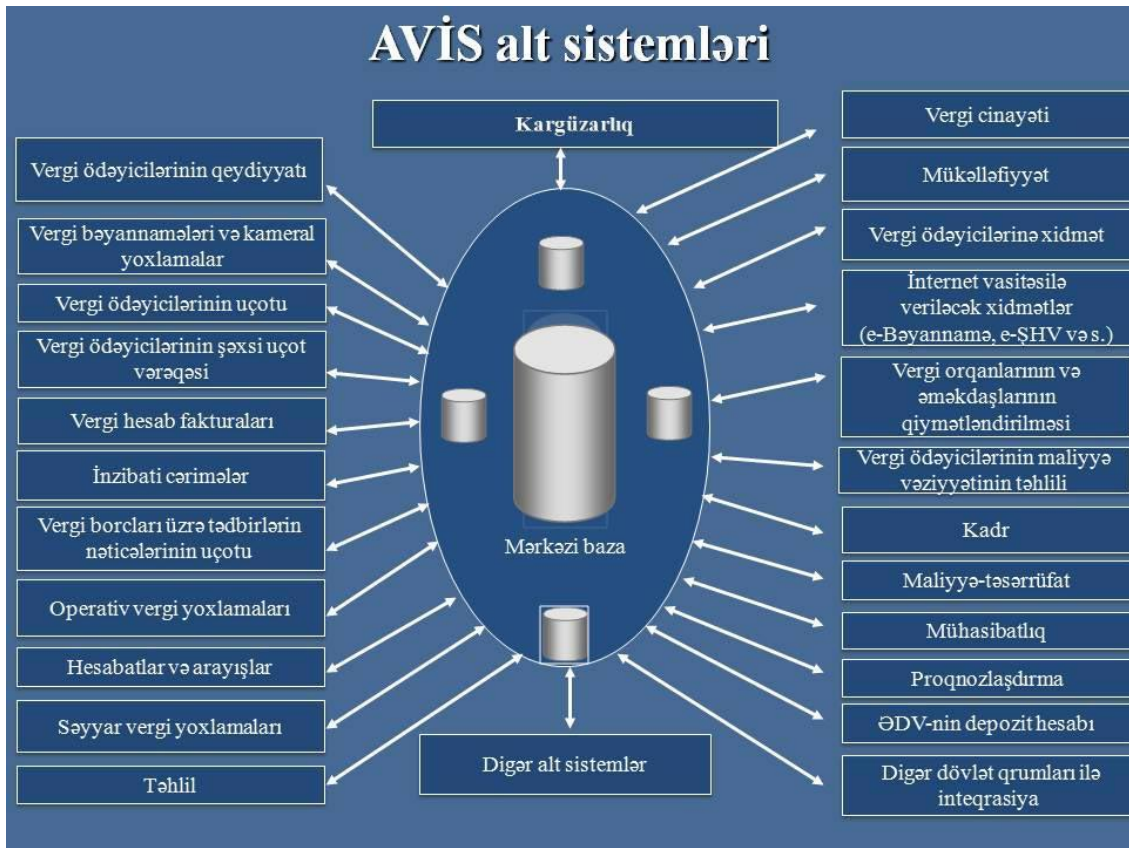 AVİS alt sistemləri
Kargüzarlıq
Vergi ödəyicilərinin qeydiyyatı
Vergi bəyannamələri və kameral
yoxlamalar
Vergi ödəyicilərinin uçotu
Vergi ödəyicilərinin şəxsi uçot
vərəqəsi
Vergi hesab fakturaları
İnzibati cərimələr
Vergi borcları üzrə tədbirlərin
nəticələrinin uçotu
Operativ vergi yoxlamaları
Hesabatlar və arayışlar
Səyyar vergi yoxlamaları
Təhlil
Mərkəzi baza
Digər alt sistemlər
Vergi cinayəti
Mükəlləfiyyət
Vergi ödəyicilərinə xidmət
İnternet vasitəsilə
veriləcək xidmətlər
(e-Bəyannamə, e-ŞHV və s.)
Vergi orqanlarının və
əməkdaşlarının
qiymətləndirilməsi
Vergi ödəyicilərinin maliyyə
vəziyyətinin təhlili
Kadr
Maliyyə-təsərrüfat
Mühasibatlıq
Proqnozlaşdırma
ƏDV-nin depozit hesabı
Digər dövlət qrumları ilə
inteqrasiya